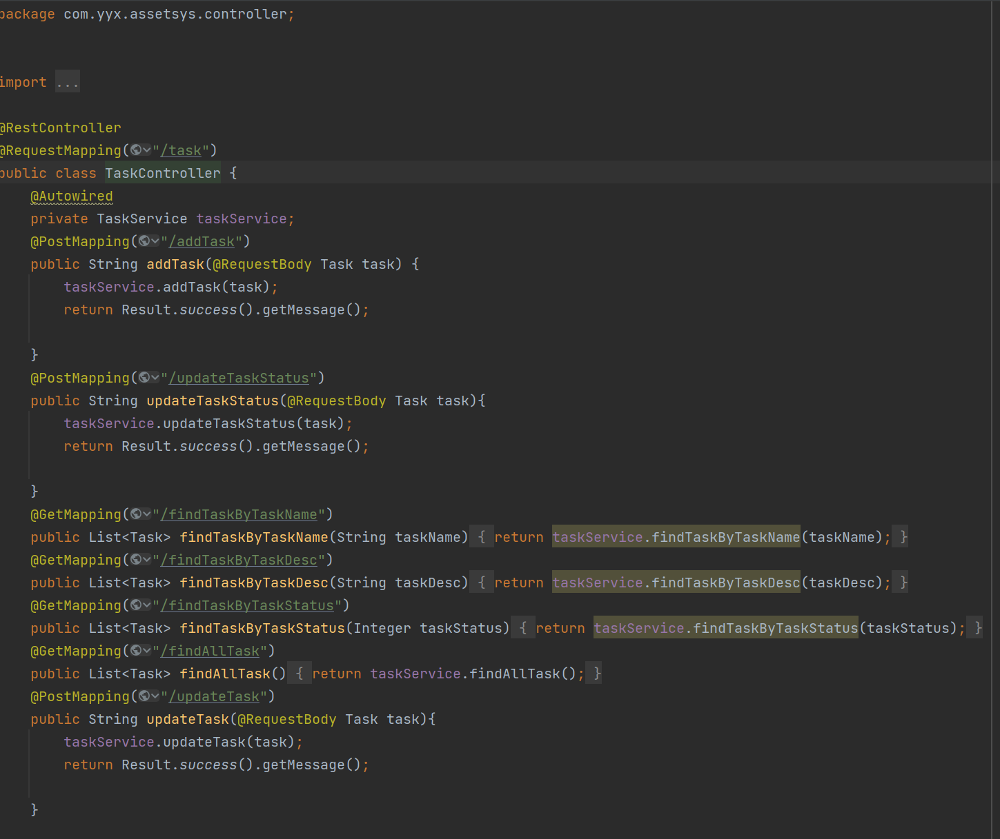 package com.yyx.assetsys.controller;
import ...
@RestController
@RequestMapping("/task")
public class TaskController {
@Autowired
private TaskService taskService;
@PostMapping("/addTask")
public String addTask(@RequestBody Task task) {
taskService.addTask(task);
return Result.success().getMessage();
}
@PostMapping("/updateTaskStatus")
public String updateTaskStatus(@RequestBody Task task){
taskService.updateTaskStatus(task);
return Result.success().getMessage();
}
@GetMapping("/findTaskByTaskName")
public List<Task> findTaskByTaskName(String taskName) { return taskService.findTaskByTaskName(taskName); }
@GetMapping("/findTaskByTaskDesc")
public List<Task> findTaskByTaskDesc(String taskDesc) { return taskService.findTaskByTaskDesc(taskDesc); }
@GetMapping("/findTaskByTaskStatus")
public List<Task> findTaskByTaskStatus(Integer taskStatus) { return taskService.findTaskByTaskStatus(taskStatus); }
@GetMapping("/findAllTask")
public List<Task> findAllTask() { return taskService.findAllTask(); }
@PostMapping("/updateTask")
public String updateTask(@RequestBody Task task){
taskService.updateTask(task);
return Result.success().getMessage();
}